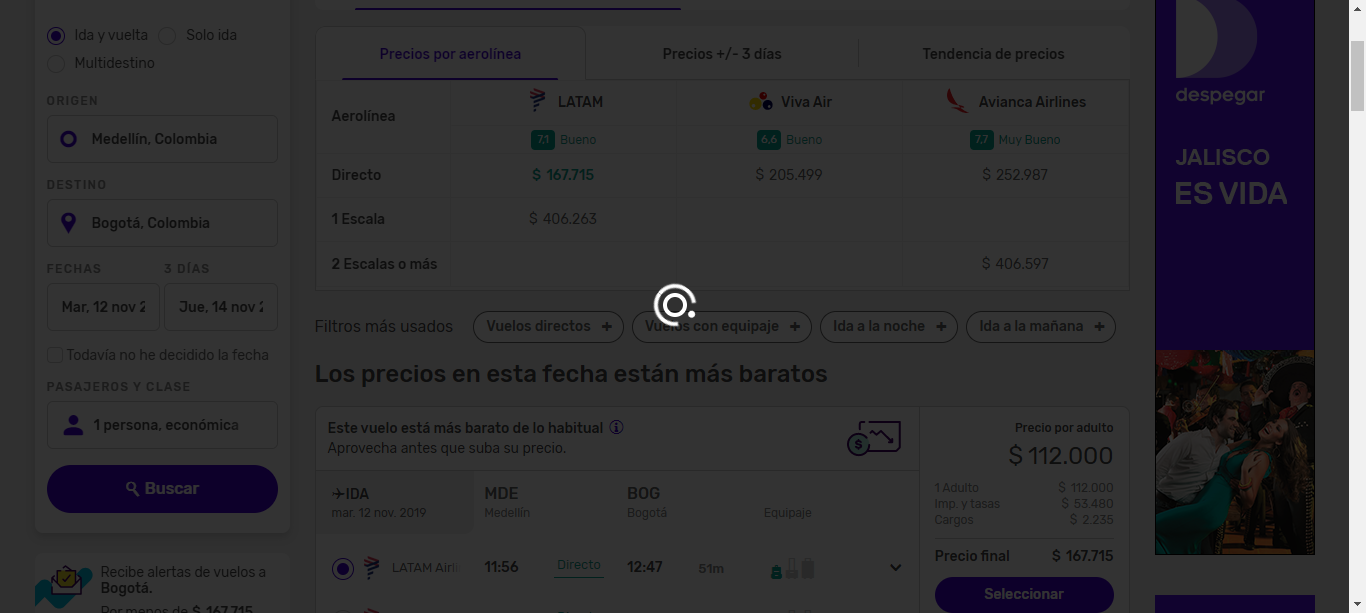 Ida y vuelta
Solo ida
Multidestino
ORIGEN
Medellín, Colombia
DESTINO
Bogotá, Colombia
FECHAS
3 DÍAS
Mar, 12 nov 2
Jue, 14 nov 2
Todavía no he decidido la fecha
PASAJEROS Y CLASE
1 persona, económica
Buscar
Recibe alertas de vuelos a
Bogotá.
Por menos de $ 167.715
Precios por aerolínea
Precios +/- 3 días
Tendencia de precios
Aerolínea
LATAM
Viva Air
Avianca Airlines
7,1 Bueno
6,6 Bueno
7,7 Muy Bueno
Directo
$ 167.715
$ 205.499
$ 252.987
1 Escala
$ 406.263
2 Escalas o más
$ 406.597
Filtros más usados
Vuelos directos +
Vuelos con equipaje +
Ida a la noche +
Ida a la mañana +
Los precios en esta fecha están más baratos
Este vuelo está más barato de lo habitual
Aprovecha antes que suba su precio.
IDA
MDE
BOG
mar. 12 nov. 2019
Medellín
Bogotá
Equipaje
LATAM Airli
11:56
Directo
12:47
51m
Precio por adulto
$ 112.000
1 Adulto $ 112.000
Imp. y tasas $ 53.480
Cargos $ 2.235
Precio final $ 167.715
Seleccionar
despegar
JALISCO
ES VIDA